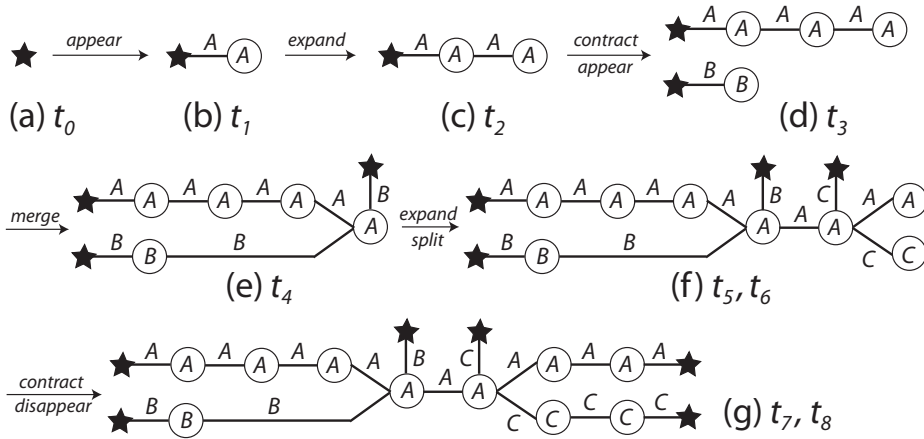 appear
A
A
expand
A
A
A
A
contract
appear
A
A
A
A
A
A
B
B
(a) t0
(b) t1
(c) t2
(d) t3
merge
A
A
A
A
A
A
A
B
A
B
B
B
(e) t4
expand
split
A
A
A
A
A
A
A
B
A
A
C
A
A
A
B
B
B
C
C
(f) t5, t6
contract
disappear
A
A
A
A
A
A
A
B
A
A
C
A
A
A
A
A
A
B
B
B
C
C
C
C
C
(g) t7, t8